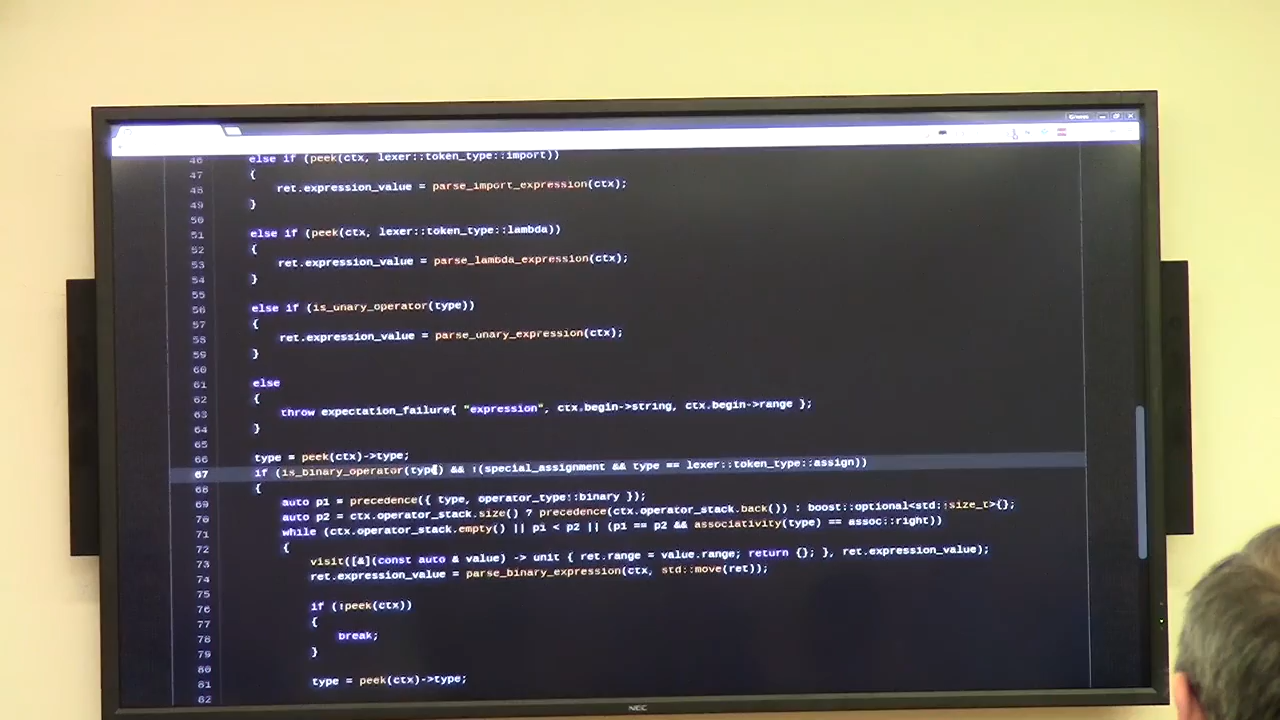 46 else if (peek(ctx, lexer::token_type::import))
47 {
48 ret.expression_value = parse_import_expression(ctx);
49 }
50
51 else if (peek(ctx, lexer::token_type::lambda))
52 {
53 ret.expression_value = parse_lambda_expression(ctx);
54 }
55
56 else if (is_unary_operator(type))
57 {
58 ret.expression_value = parse_unary_expression(ctx);
59 }
60
61 else
62 {
63 throw expectation_failure{ "expression", ctx.begin->string, ctx.begin->range };
64 }
65
66 type = peek(ctx)->type;
67 if (is_binary_operator(type) && !(special_assignment && type == lexer::token_type::assign))
68 {
69 auto p1 = precedence({ type, operator_type::binary });
70 auto p2 = ctx.operator_stack.size() ? precedence(ctx.operator_stack.back()) : boost::optional<std::size_t>{};
71 while (ctx.operator_stack.empty() || p1 < p2 || (p1 == p2 && associativity(type) == assoc::right))
72 {
73 visit([&](const auto & value) -> unit { ret.range = value.range; return {}; }, ret.expression_value);
74 ret.expression_value = parse_binary_expression(ctx, std::move(ret));
75
76 if (!peek(ctx))
77 {
78 break;
79 }
80
81 type = peek(ctx)->type;
82
NEC